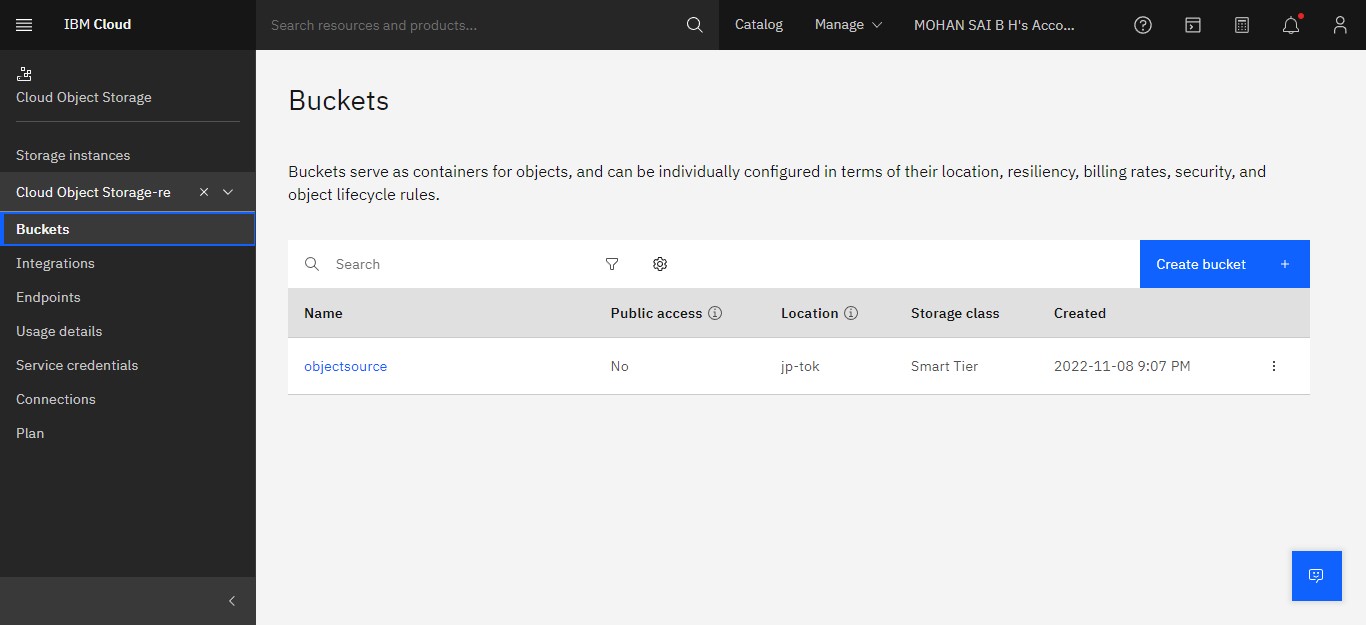 IBM Cloud
Search resources and products...
Catalog
Manage
MOHAN SAI B H's Acco...
Cloud Object Storage
Storage instances
Cloud Object Storage-re
Buckets
Integrations
Endpoints
Usage details
Service credentials
Connections
Plan
Buckets
Buckets serve as containers for objects, and can be individually configured in terms of their location, resiliency, billing rates, security, and
object lifecycle rules.
Search
Create bucket +
Name Public access Location Storage class Created
objectsource No jp-tok Smart Tier 2022-11-08 9:07 PM